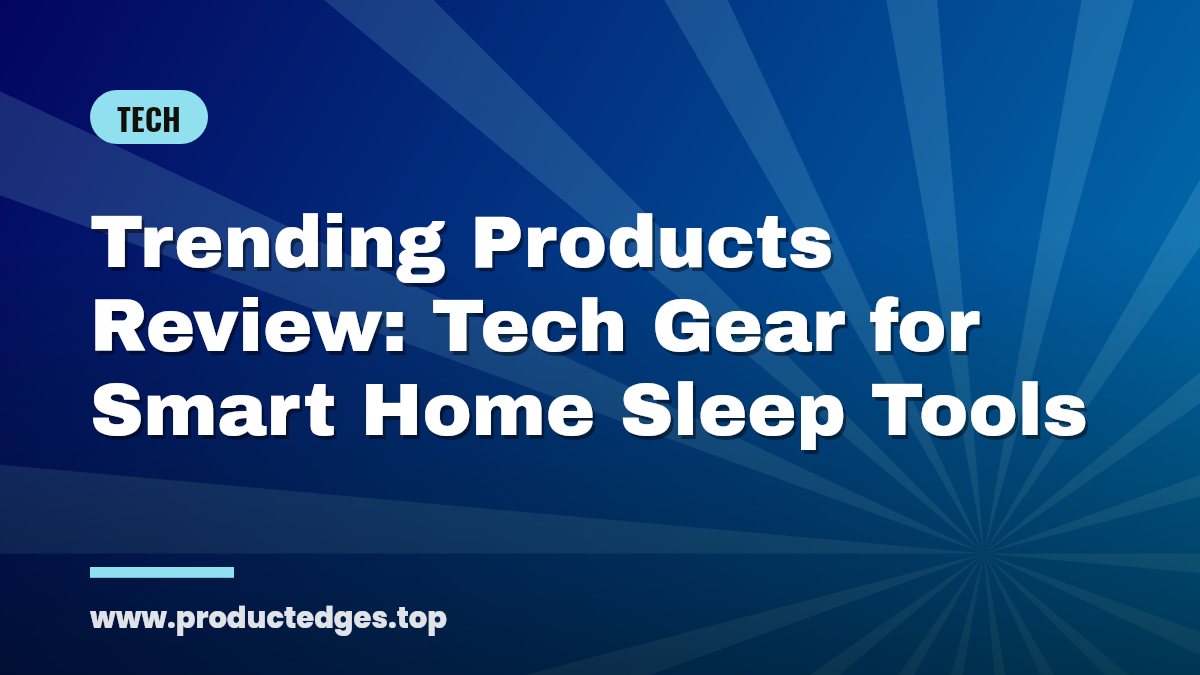 TECH
Trending Products
Review: Tech Gear for
Smart Home Sleep Tools
www.productedges.top